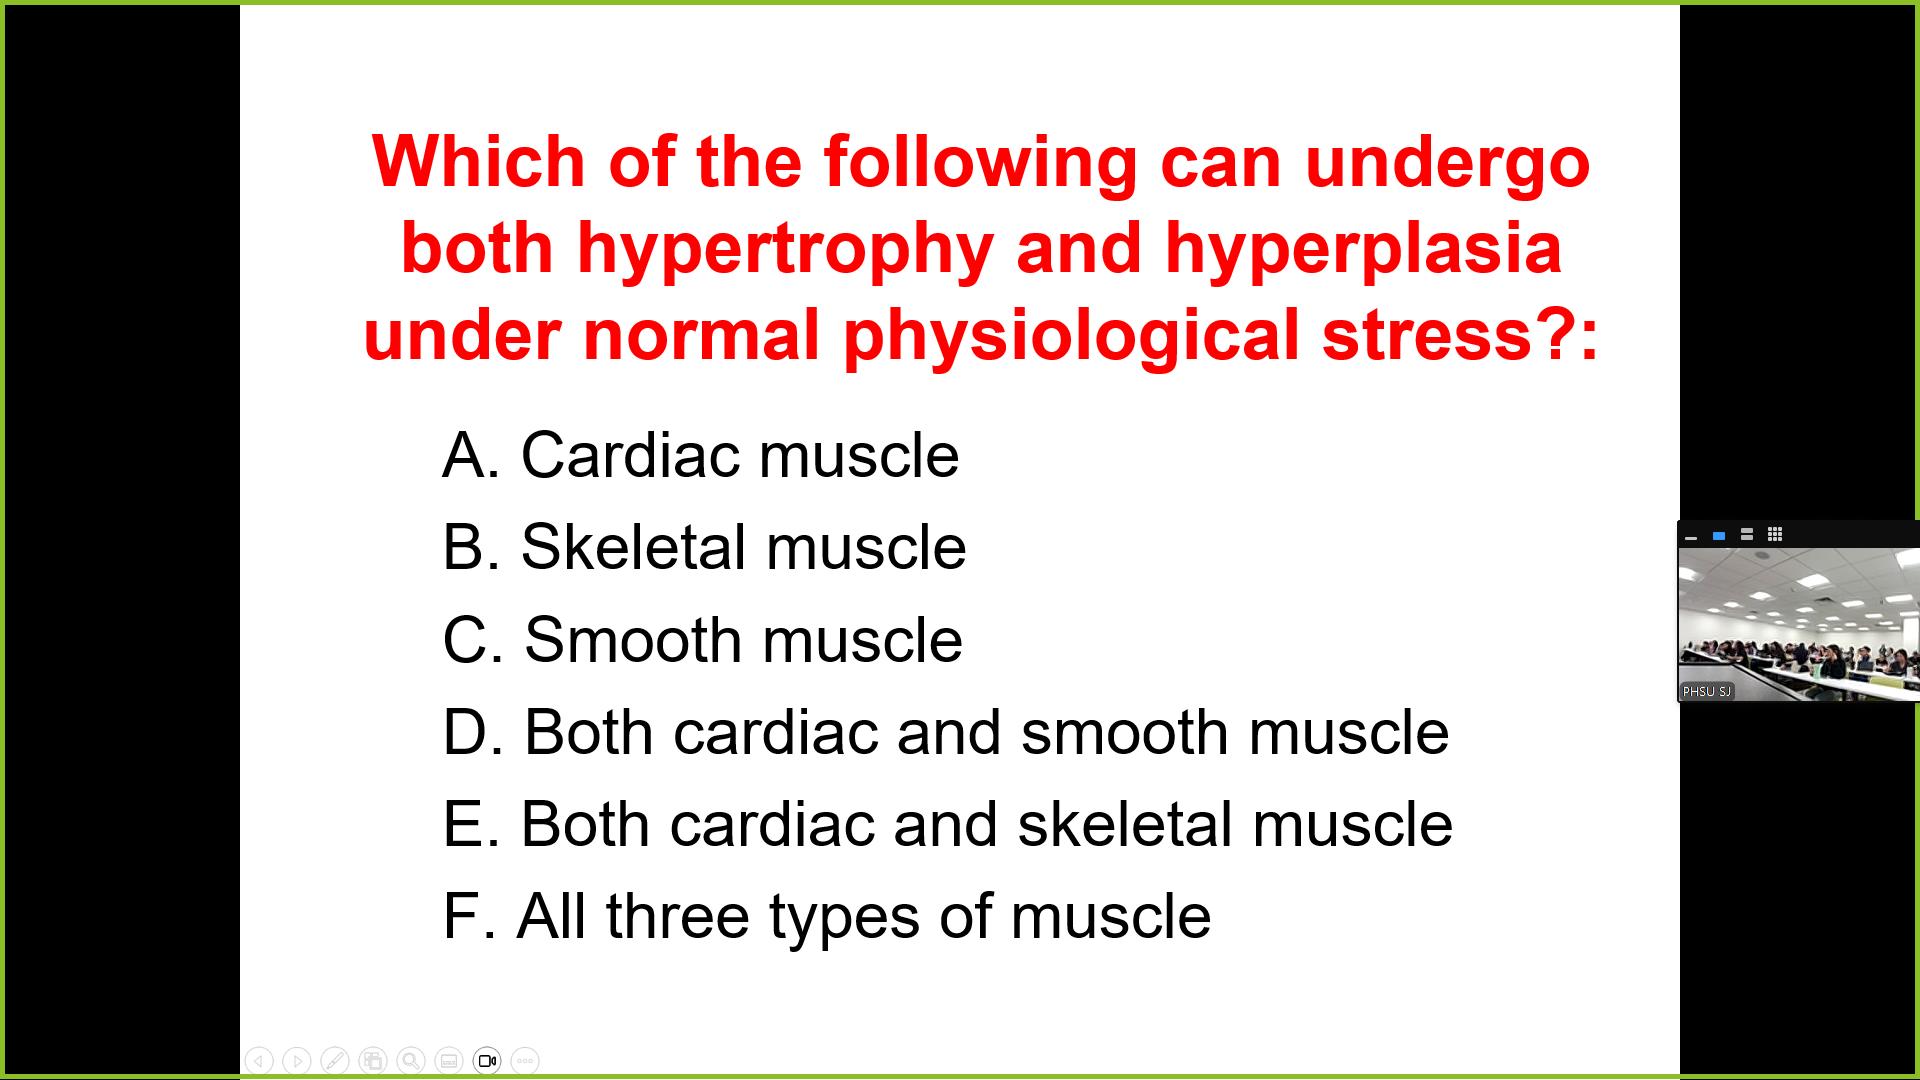 Which of the following can undergo
both hypertrophy and hyperplasia
under normal physiological stress?:
A. Cardiac muscle
B. Skeletal muscle
C. Smooth muscle
D. Both cardiac and smooth muscle
E. Both cardiac and skeletal muscle
F. All three types of muscle
PHSU SJ